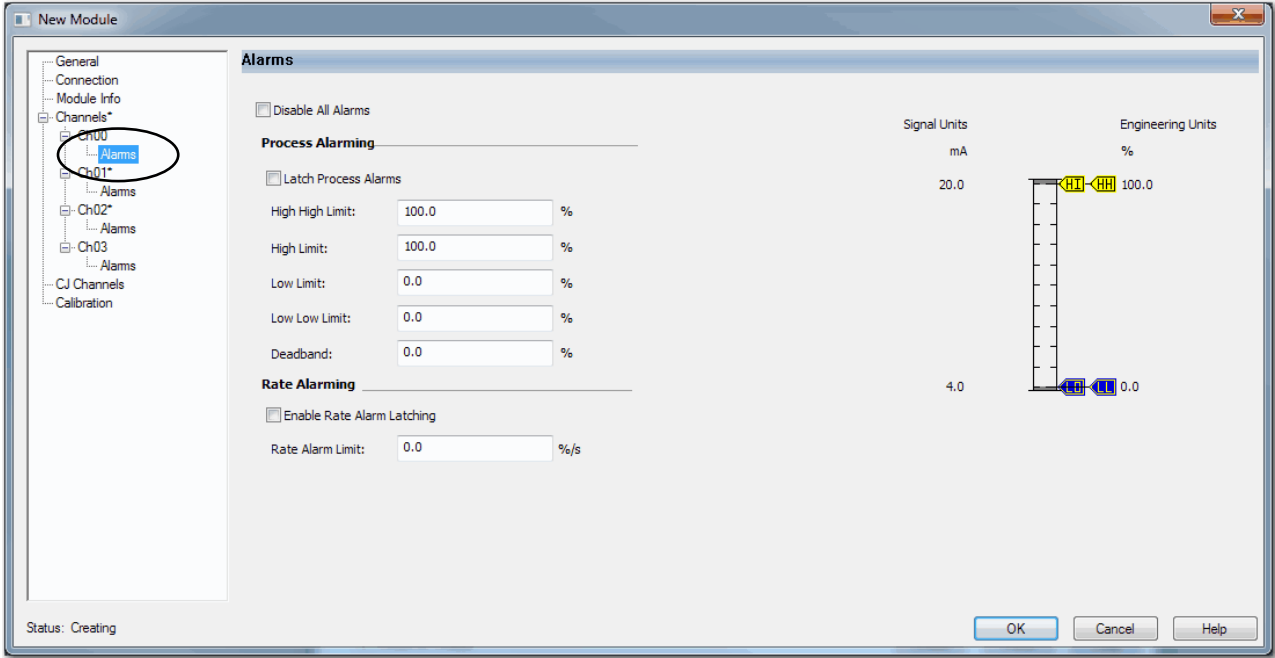 New Module
General
Connection
Module Info
Channels*
Ch00
Alarms
Ch01*
Alarms
Ch02*
Alarms
Ch03
Alarms
CJ Channels
Calibration
Alarms
Disable All Alarms
Process Alarming
Latch Process Alarms
High High Limit: 100.0 %
High Limit: 100.0 %
Low Limit: 0.0 %
Low Low Limit: 0.0 %
Deadband: 0.0 %
Rate Alarming
Enable Rate Alarm Latching
Rate Alarm Limit: 0.0 %/s
Signal Units Engineering Units
mA %
20.0 HI HH 100.0
4.0 LO LL 0.0
Status: Creating
OK Cancel Help